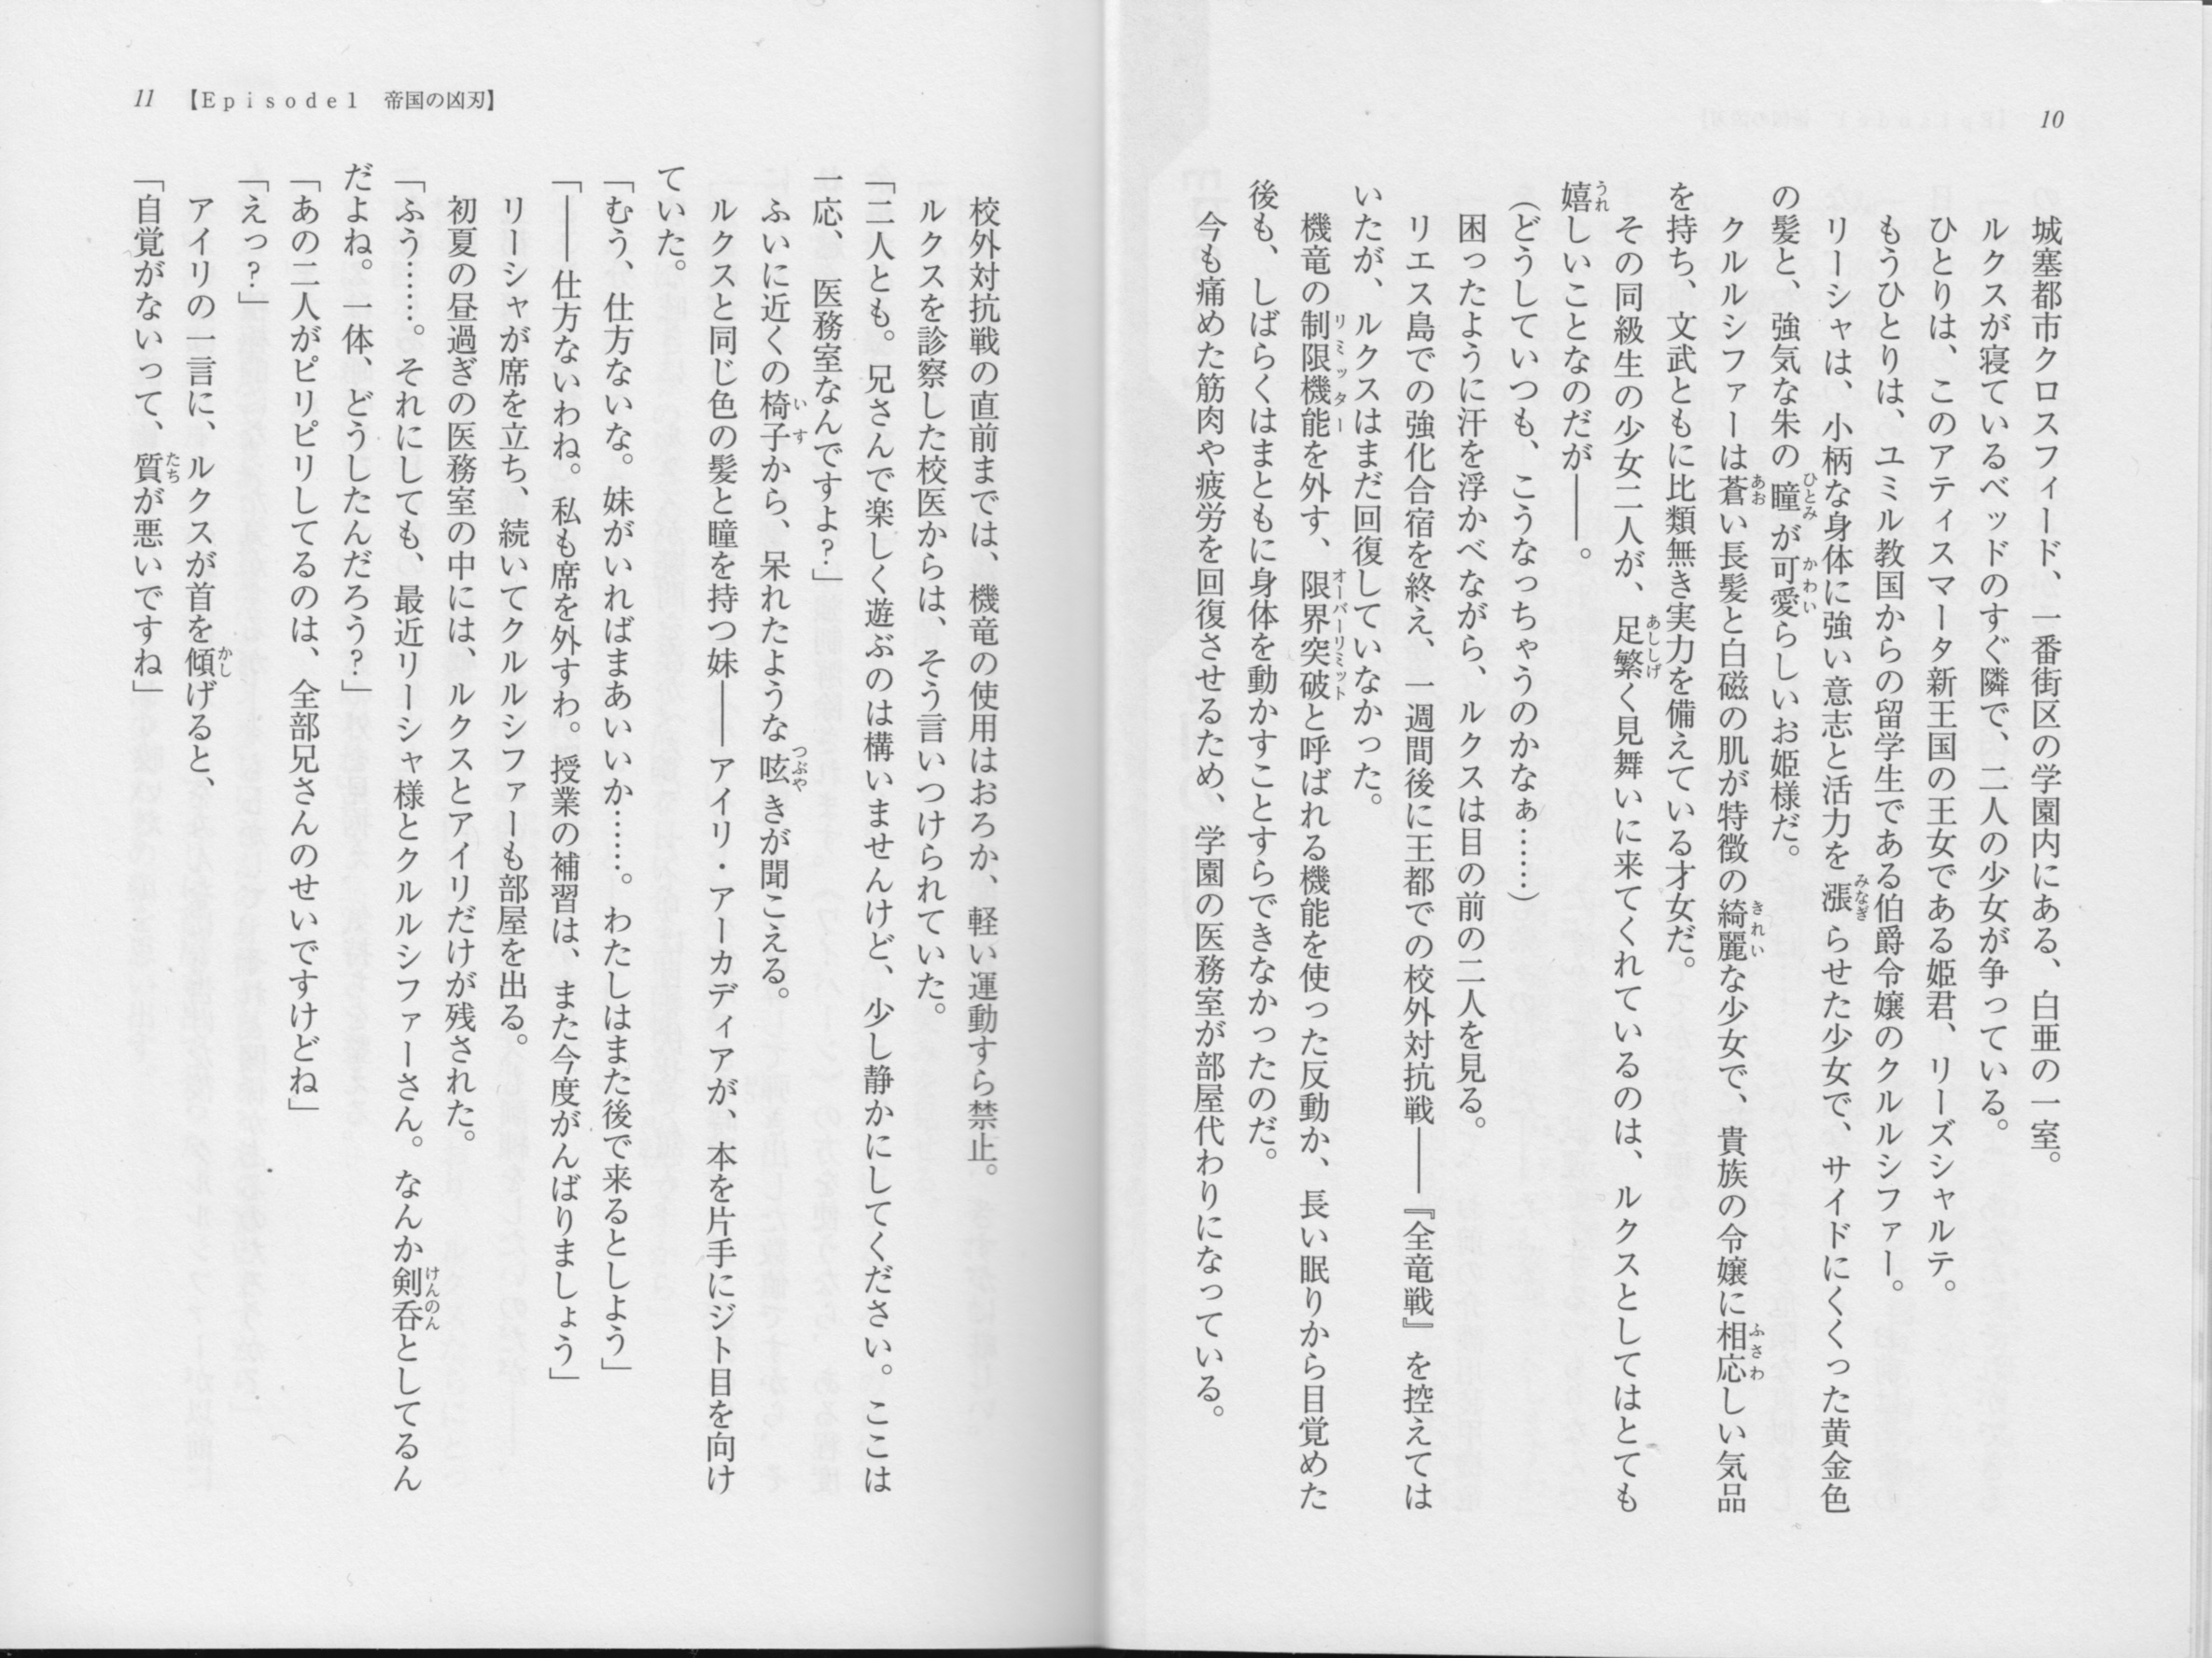 10
城塞都市クロスフィード、一番街区の学園内にある、白亜の一室。
ルクスが寝ているベッドのすぐ隣で、二人の少女が争っている。
ひとりは、このアティスマータ新王国の王女である姫君、リーズシャルテ。
もうひとりは、ユミル教国からの留学生である伯爵令嬢のクルルシファー。
リーシャは、小柄な身体に強い意志と活力を漲らせた少女で、サイドにくくった黄金色
の髪と、強気な朱の瞳が可愛らしいお姫様だ。
クルルシファーは蒼い長髪と白磁の肌が特徴の綺麗な少女で、貴族の令嬢に相応しい気品
を持ち、文武ともに比類無き実力を備えている才女だ。
その同級生の少女二人が、足繁く見舞いに来てくれているのは、ルクスとしてはとても
嬉しいことなのだが――。
（どうしていつも、こうなっちゃうのかなぁ……）
困ったように汗を浮かべながら、ルクスは目の前の二人を見る。
リエス島での強化合宿を終え、一週間後に王都での校外対抗戦――『全竜戦』を控えては
いたが、ルクスはまだ回復していなかった。
機竜の制限機能を外す、限界突破と呼ばれる機能を使った反動か、長い眠りから目覚めた
後も、しばらくはまともに身体を動かすことすらできなかったのだ。
今も痛めた筋肉や疲労を回復させるため、学園の医務室が部屋代わりになっている。
11 【Episode1 帝国の凶刃】
校外対抗戦の直前までは、機竜の使用はおろか、軽い運動すら禁止。
ルクスを診察した校医からは、そう言いつけられていた。
「二人とも。兄さんで楽しく遊ぶのは構いませんけど、少し静かにしてください。ここは
一応、医務室なんですよ？」
ふいに近くの椅子から、呆れたような呟きが聞こえる。
ルクスと同じ色の髪と瞳を持つ妹――アイリ・アーカディアが、本を片手にジト目を向け
ていた。
「むう、仕方ないな。妹がいればまあいいか……。わたしはまた後で来るとしよう」
「――仕方ないわね。私も席を外すわ。授業の補習は、また今度がんばりましょう」
リーシャが席を立ち、続いてクルルシファーも部屋を出る。
初夏の昼過ぎの医務室の中には、ルクスとアイリだけが残された。
「ふう……。それにしても、最近リーシャ様とクルルシファーさん。なんか剣呑としてるん
だよね。一体、どうしたんだろう？」
「あの二人がピリピリしてるのは、全部兄さんのせいですけどね」
「えっ？」
アイリの一言に、ルクスが首を傾げると、
「自覚がないって、質が悪いですね」